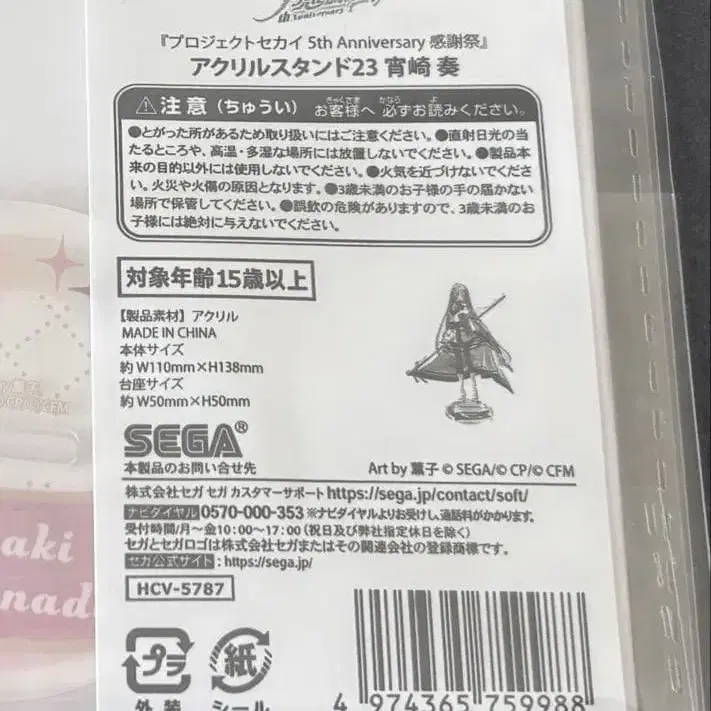 th Anniversary
『プロジェクトセカイ 5th Anniversary 感謝祭』
アクリルスタンド23 宵崎 奏
⚠注意（ちゅうい） お客様へ 必ずお読みください。
きゃくさま かなら よ
●とがった所があるため取り扱いにはご注意ください。●直射日光の当
たるところや、高温・多湿な場所には放置しないでください。●製品本
来の目的以外には使用しないでください。●火気を近づけないでくださ
い。火災や火傷の原因となります。●3歳未満のお子様の手の届かない
場所で保管してください。●誤飲の危険がありますので、3歳未満のお
子様には絶対に与えないでください。
対象年齢15歳以上
【製品素材】アクリル
MADE IN CHINA
本体サイズ
約 W110mm×H138mm
台座サイズ
約 W50mm×H50mm
SEGA®
本製品のお問い合せ先
Art by 薫子 © SEGA/© CP/© CFM
株式会社セガ セガ カスタマーサポート https://sega.jp/contact/soft/
ナビダイヤル 0570-000-353 ※ナビダイヤルよりお受けし、通話料がかかります。
受付時間/月～金10:00～17:00（祝日及び弊社指定休日を除く）
セガとセガロゴは株式会社セガまたはその関連会社の登録商標です。
セガ公式サイト：https://sega.jp/
HCV-5787
プラ
外装
紙
シール
4 974365 759988
薫子
CP/© CFM
aki
nad